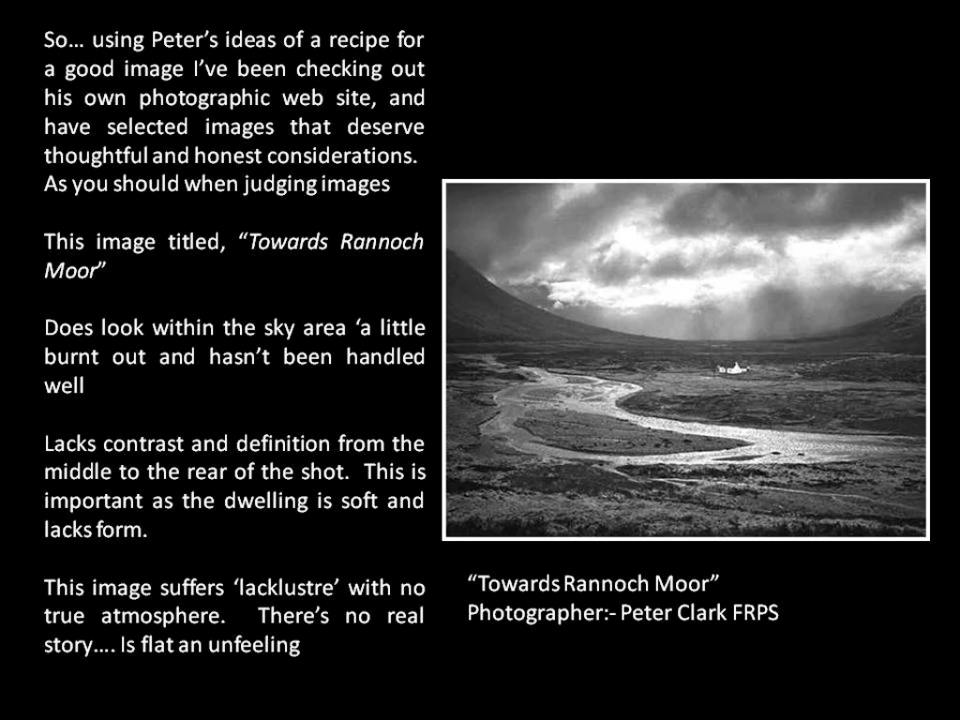 So… using Peter’s ideas of a recipe for
a good image I’ve been checking out
his own photographic web site, and
have selected images that deserve
thoughtful and honest considerations.
As you should when judging images
This image titled, “Towards Rannoch
Moor”
Does look within the sky area ‘a little
burnt out and hasn’t been handled
well
Lacks contrast and definition from the
middle to the rear of the shot. This is
important as the dwelling is soft and
lacks form.
This image suffers ‘lacklustre’ with no
true atmosphere. There’s no real
story…. Is flat an unfeeling
“Towards Rannoch Moor”
Photographer:- Peter Clark FRPS